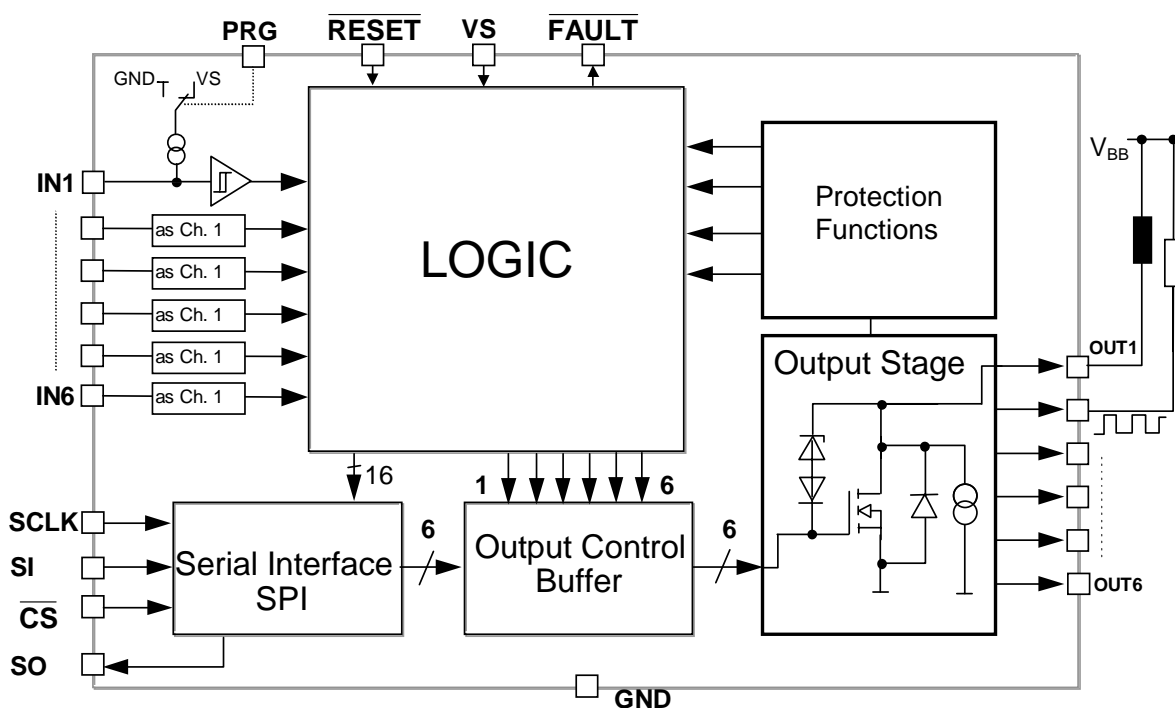 PRG
RESET
VS
FAULT
GND
VS
IN1
as Ch. 1
as Ch. 1
as Ch. 1
as Ch. 1
IN6
as Ch. 1
LOGIC
Protection
Functions
VBB
Output Stage
OUT1
OUT6
16
1
6
SCLK
SI
CS
SO
Serial Interface
SPI
6
Output Control
Buffer
6
GND